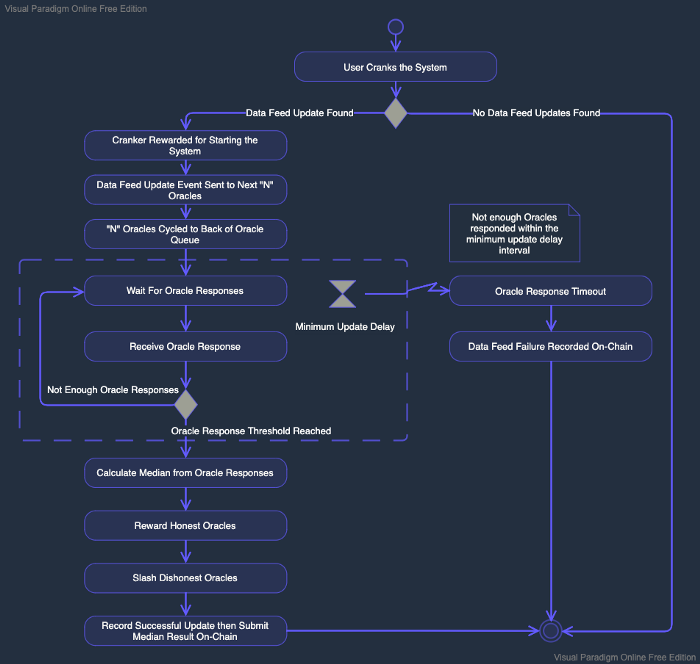 Visual Paradigm Online Free Edition
User Cranks the System
Data Feed Update Found
No Data Feed Updates Found
Cranker Rewarded for Starting the
System
Data Feed Update Event Sent to Next "N"
Oracles
"N" Oracles Cycled to Back of Oracle
Queue
Not enough Oracles
responded within the
minimum update delay
interval
Wait For Oracle Responses
Oracle Response Timeout
Minimum Update Delay
Receive Oracle Response
Data Feed Failure Recorded On-Chain
Not Enough Oracle Responses
Oracle Response Threshold Reached
Calculate Median from Oracle Responses
Reward Honest Oracles
Slash Dishonest Oracles
Record Successful Update then Submit
Median Result On-Chain
Visual Paradigm Online Free Edition